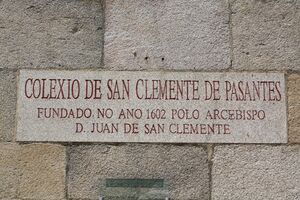 COLEXIO DE SAN CLEMENTE DE PASANTES
FUNDADO NO ANO 1602 POLO ARCEBISPO
D. JUAN DE SAN CLEMENTE